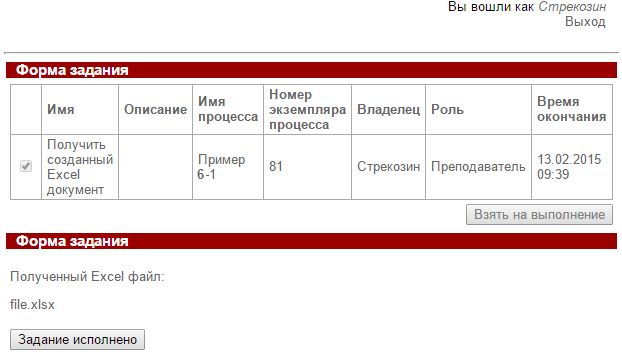 Вы вошли как Стрекозин
Выход
Форма задания
Имя Описание Имя процесса Номер экземпляра процесса Владелец Роль Время окончания
Получить созданный Excel документ Пример 6-1 81 Стрекозин Преподаватель 13.02.2015 09:39
Взять на выполнение
Форма задания
Полученный Excel файл:
file.xlsx
Задание исполнено